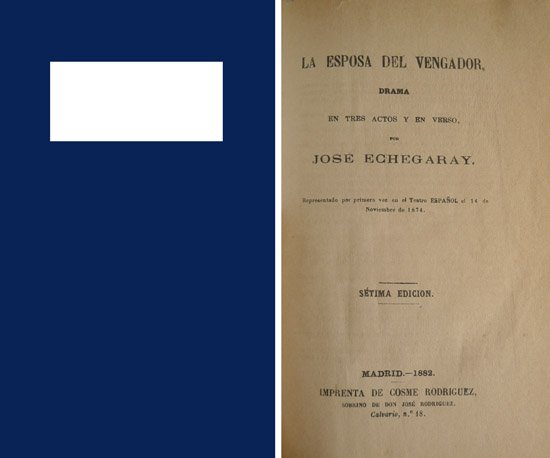 LA ESPOSA DEL VENGADOR,
DRAMA
EN TRES ACTOS Y EN VERSO,
POR
JOSÉ ECHEGARAY.
Representado por primera vez en el Teatro ESPAÑOL el 14 de
Noviembre de 1874.
SÉTIMA EDICION.
MADRID.—1882.
IMPRENTA DE COSME RODRIGUEZ,
SOBRINO DE DON JOSÉ RODRIGUEZ.
Calvario, n.º 18.